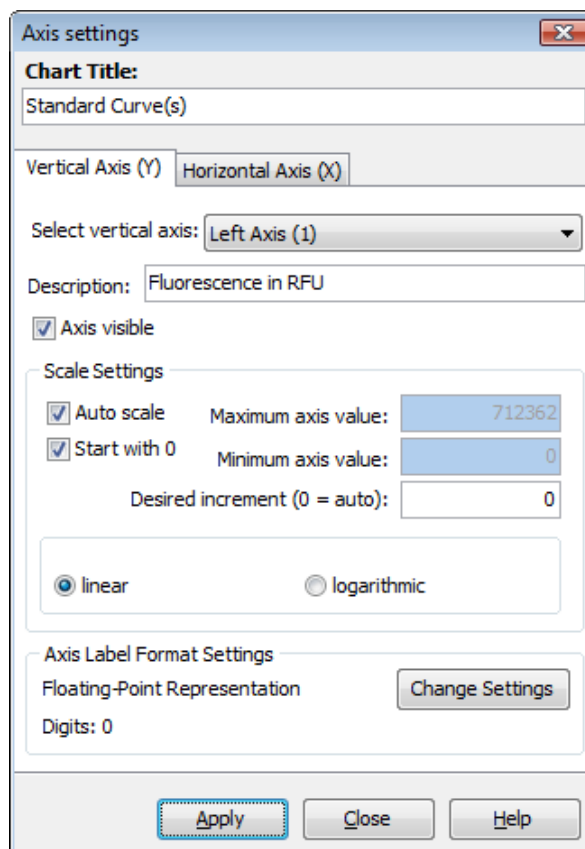 Axis settings
Chart Title:
Standard Curve(s)
Vertical Axis (Y) Horizontal Axis (X)
Select vertical axis: Left Axis (1)
Description: Fluorescence in RFU
Axis visible
Scale Settings
Auto scale Maximum axis value: 712362
Start with 0 Minimum axis value: 0
Desired increment (0 = auto): 0
linear logarithmic
Axis Label Format Settings
Floating-Point Representation Change Settings
Digits: 0
Apply Close Help